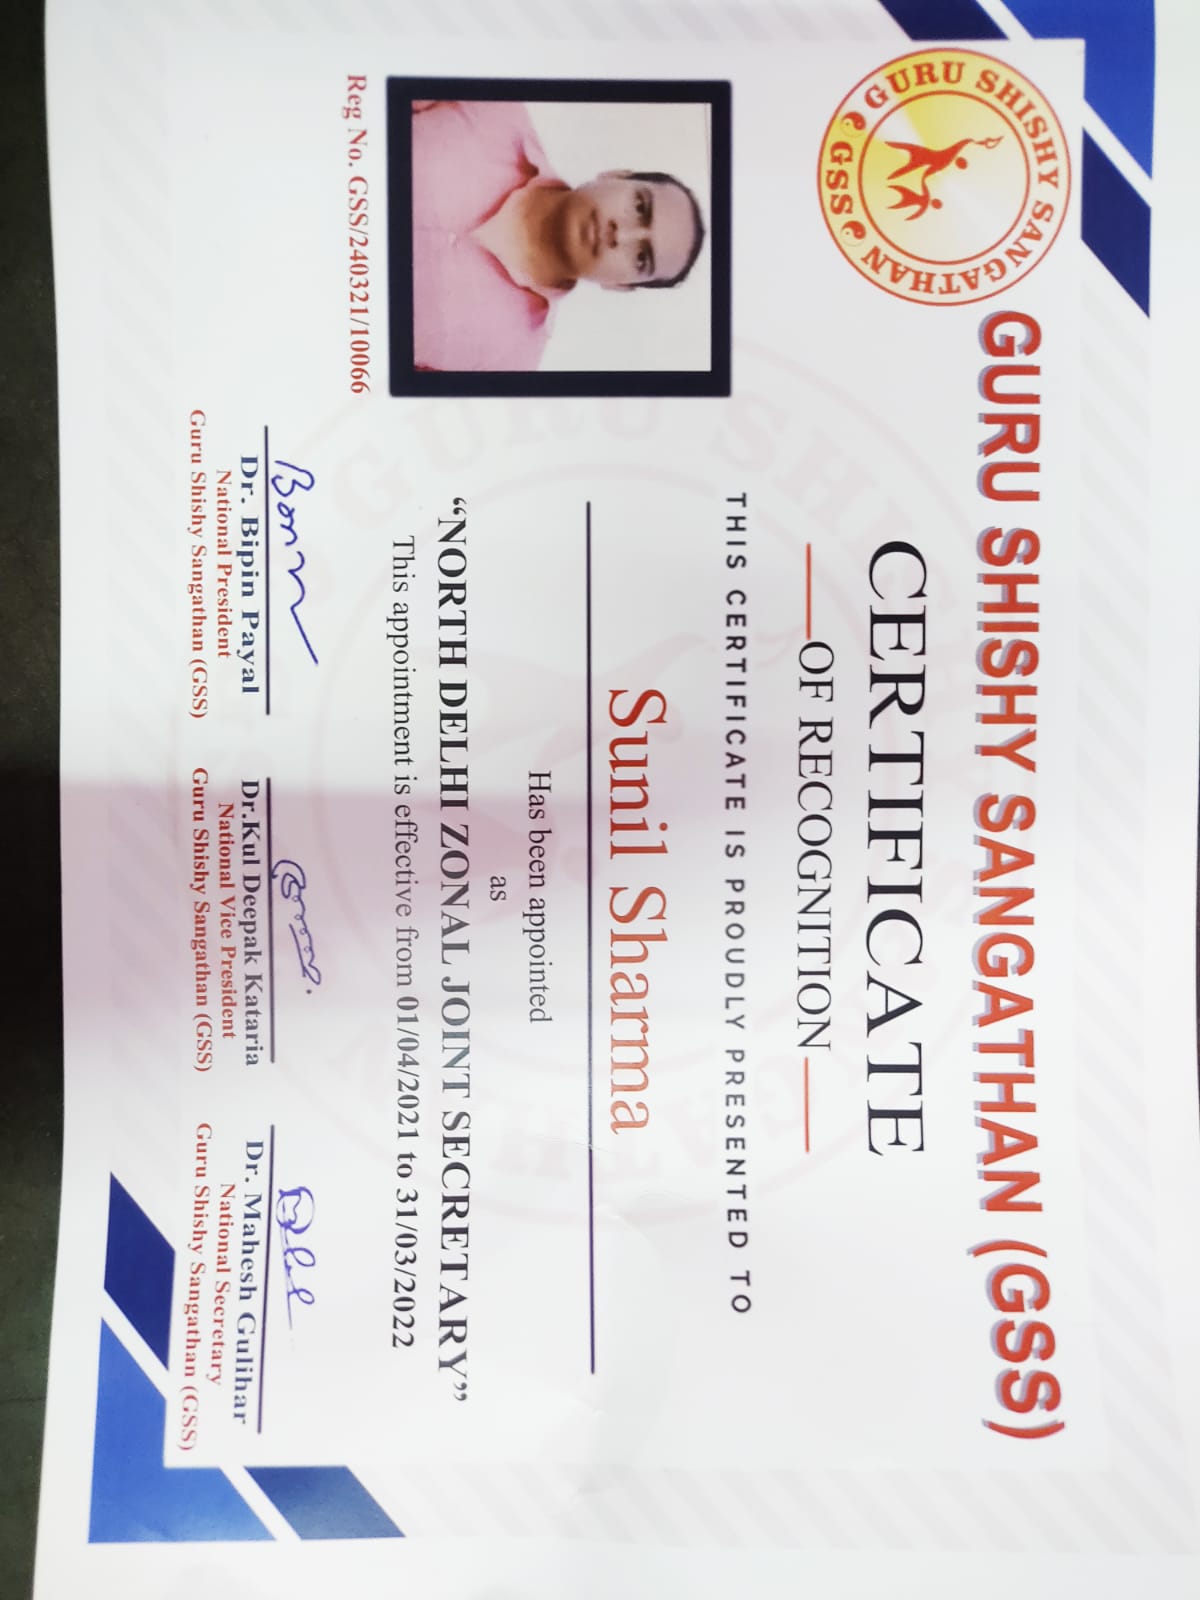 GURU SHISHY SANGATHAN
GSS
GURU SHISHY SANGATHAN (GSS)
CERTIFICATE
OF RECOGNITION
THIS CERTIFICATE IS PROUDLY PRESENTED TO
Sunil Sharma
Has been appointed
as
“NORTH DELHI ZONAL JOINT SECRETARY”
This appointment is effective from 01/04/2021 to 31/03/2022
Reg No. GSS/240321/10066
Dr. Bipin Payal
National President
Guru Shishy Sangathan (GSS)
Dr.Kul Deepak Kataria
National Vice President
Guru Shishy Sangathan (GSS)
Dr. Mahesh Gulihar
National Secretary
Guru Shishy Sangathan (GSS)